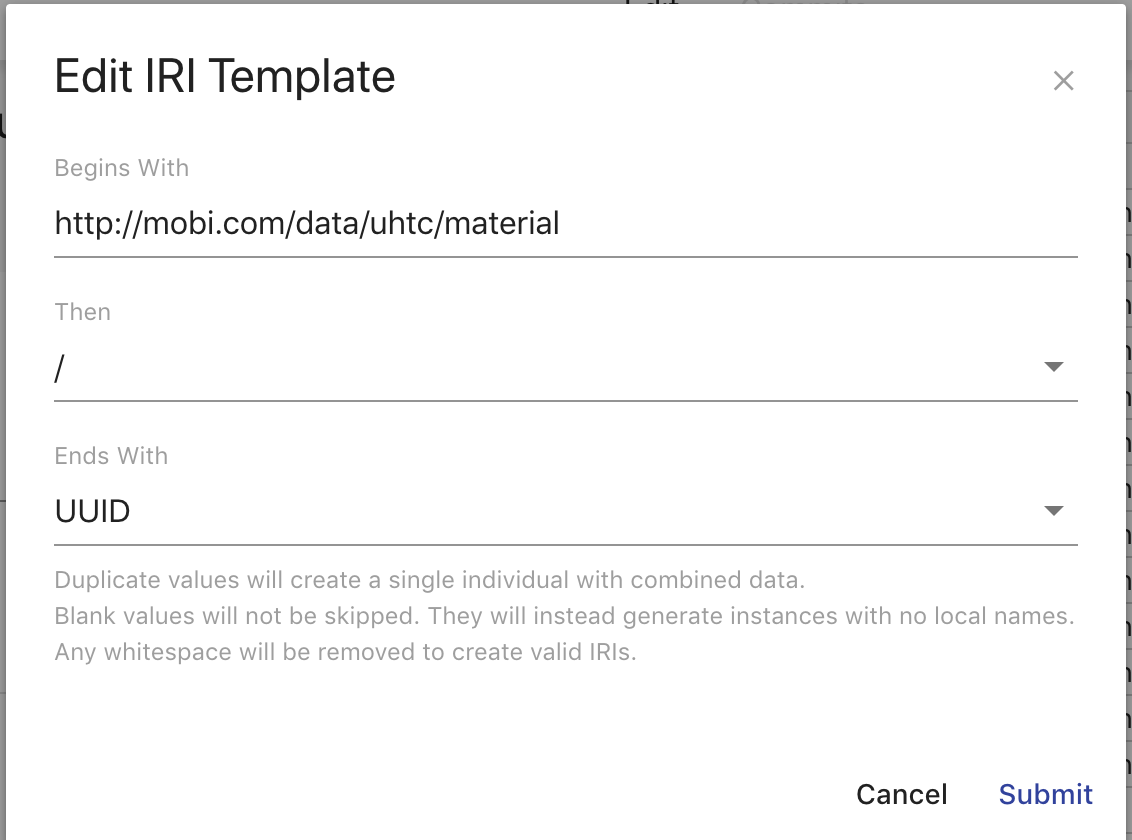 Edit IRI Template
Begins With
http://mobi.com/data/uhtc/material
Then
/
Ends With
UUID
Duplicate values will create a single individual with combined data.
Blank values will not be skipped. They will instead generate instances with no local names.
Any whitespace will be removed to create valid IRIs.
Cancel Submit